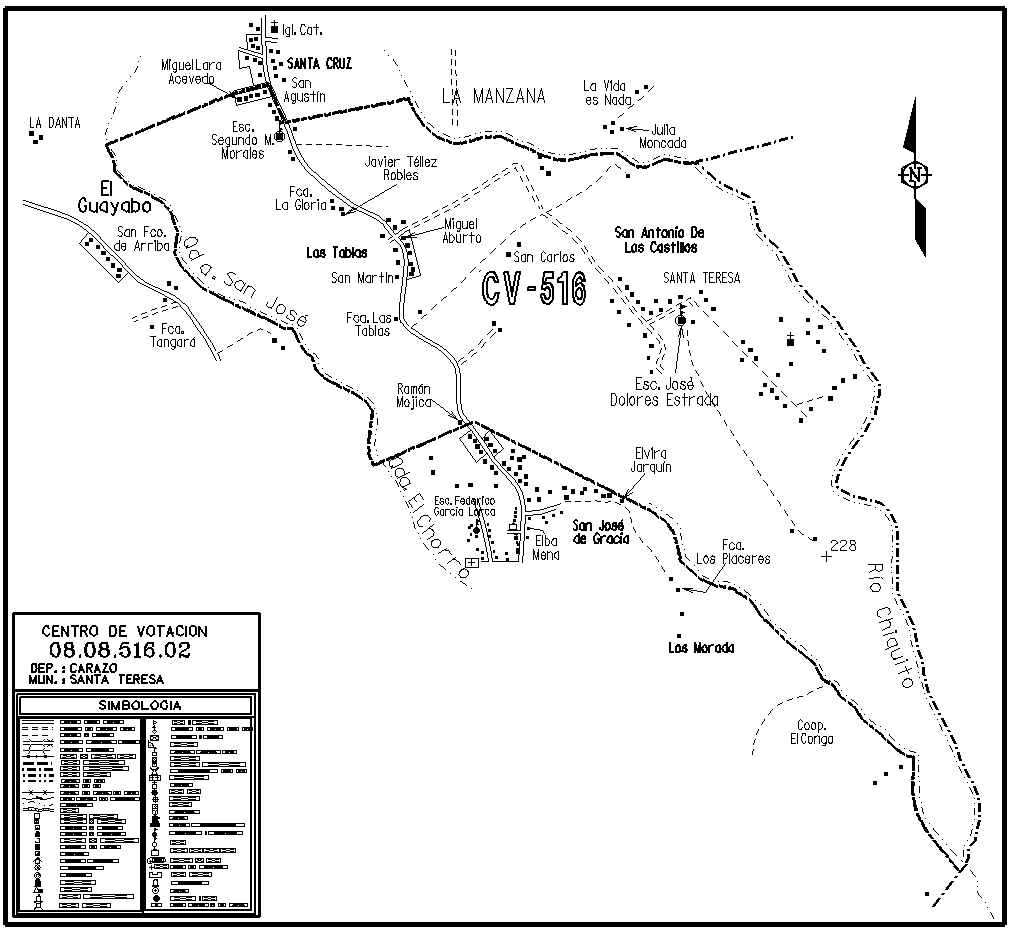 Igl. Cat.
SANTA CRUZ
Miguel Lara
Acevedo
San
Agustín
LA MANZANA
La Vida
es Nada
Julia
Moncada
LA DANTA
Esc.
Segundo M.
Morales
Javier Téllez
Robles
El
Guayabo
Fca.
La Gloria
San Fco.
de Arriba
Miguel
Aburto
San Antonio De
Los Castillos
Las Tablas
San Carlos
San Martín
SANTA TERESA
CV-516
Qda. San José
Fca. Las
Tablas
Fca.
Tangará
Ramón
Mojica
Esc. José
Dolores Estrada
Elvira
Jarquín
Qda. El Chorro
Esc. Federico
García Lorca
San José
de Gracia
Elba
Mena
Fca.
Los Placeres
228
Río Chiquito
Los Morada
Coop.
El Congo
N
CENTRO DE VOTACION
08.08.516.02
DEP.: CARAZO
MUN.: SANTA TERESA
SIMBOLOGIA